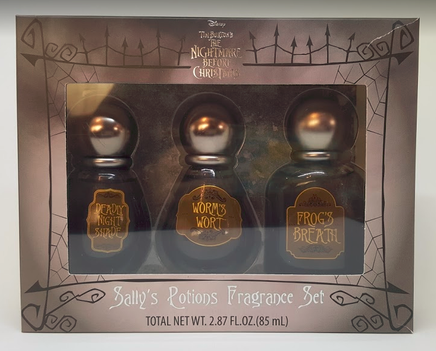 Disney
TIM BURTON'S
THE
NIGHTMARE
BEFORE
CHRISTMAS
DEADLY
NIGHT
SHADE
WORM'S
WORT
FROG'S
BREATH
Sally's Potions Fragrance Set
TOTAL NET WT. 2.87 FL.OZ.(85 mL)